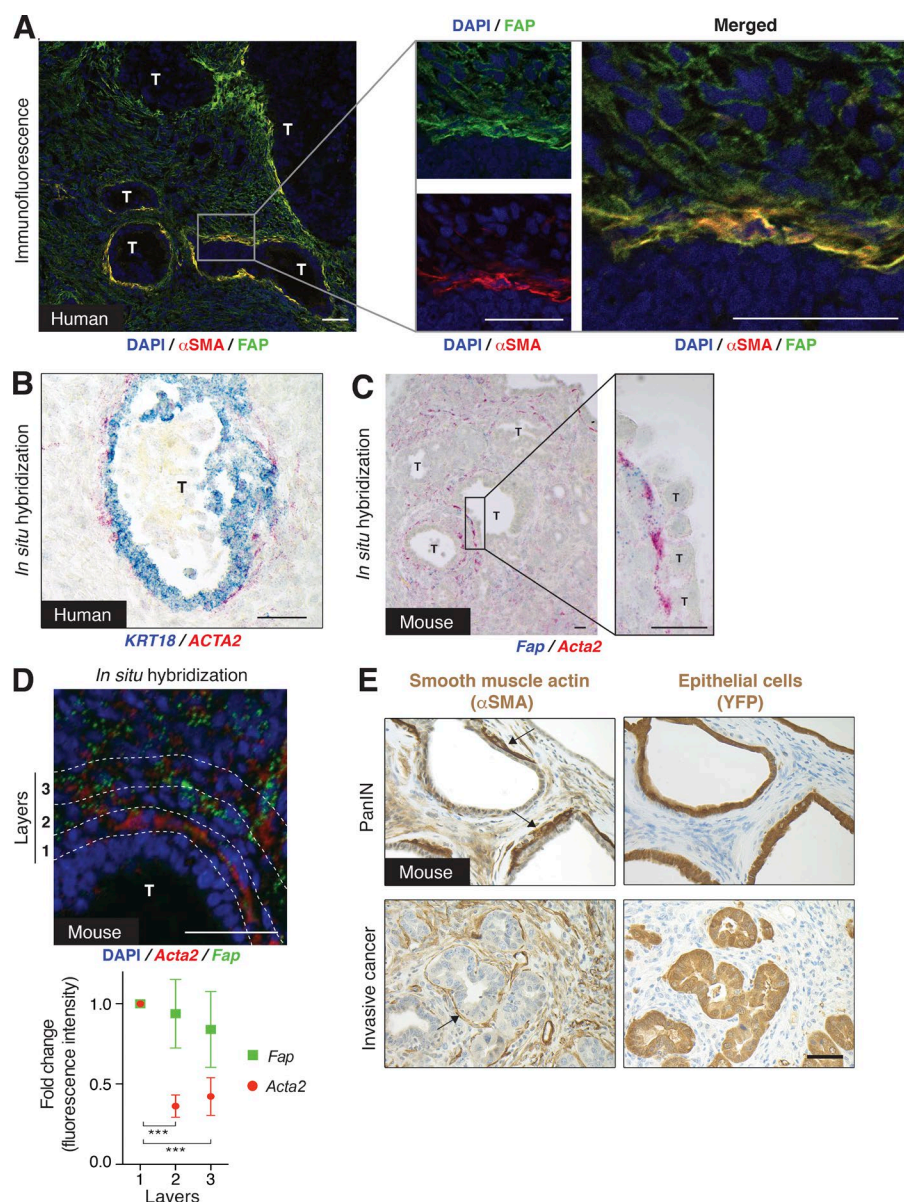 A
Immunofluorescence
T
T
T
T
T
Human
DAPI / αSMA / FAP
DAPI / FAP
DAPI / αSMA
Merged
DAPI / αSMA / FAP
B
In situ hybridization
T
Human
KRT18 / ACTA2
C
In situ hybridization
T
T
T
T
Mouse
T
T
T
Fap / Acta2
D
In situ hybridization
Layers
3
2
1
T
Mouse
DAPI / Acta2 / Fap
Fold change
(fluorescence intensity)
1.0
0.5
0.0
***
***
1 2 3
Layers
Fap
Acta2
E
Smooth muscle actin
(αSMA)
Epithelial cells
(YFP)
PanIN
Mouse
Invasive cancer